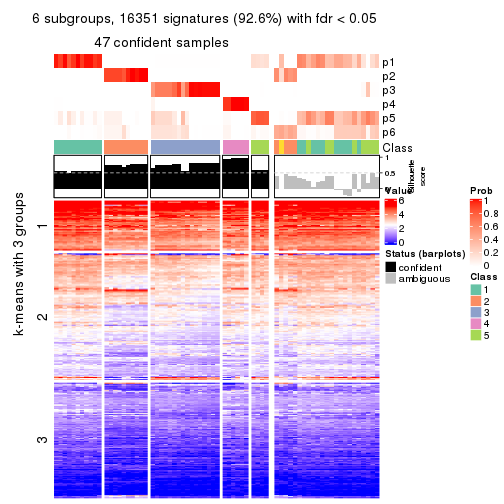 6 subgroups, 16351 signatures (92.6%) with fdr < 0.05
47 confident samples
p1
p2
p3
p4
p5
p6
Class
1
0.5
0
Silhouette
score
k-means with 3 groups
1
2
3
Value
6
4
2
0
Status (barplots)
confident
ambiguous
Prob
1
0.8
0.6
0.4
0.2
0
Class
1
2
3
4
5